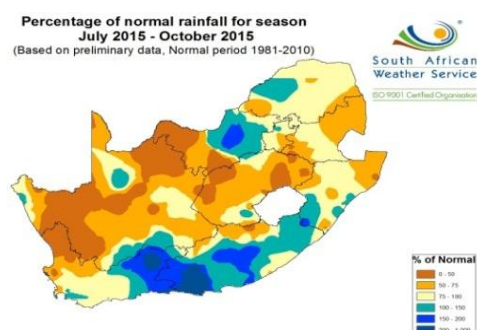 Percentage of normal rainfall for season
July 2015 - October 2015
(Based on preliminary data, Normal period 1981-2010)
South African
Weather Service
ISO 9001 Certified Organisation
% of Normal
0 - 50
50 - 75
75 - 100
100 - 150
150 - 200